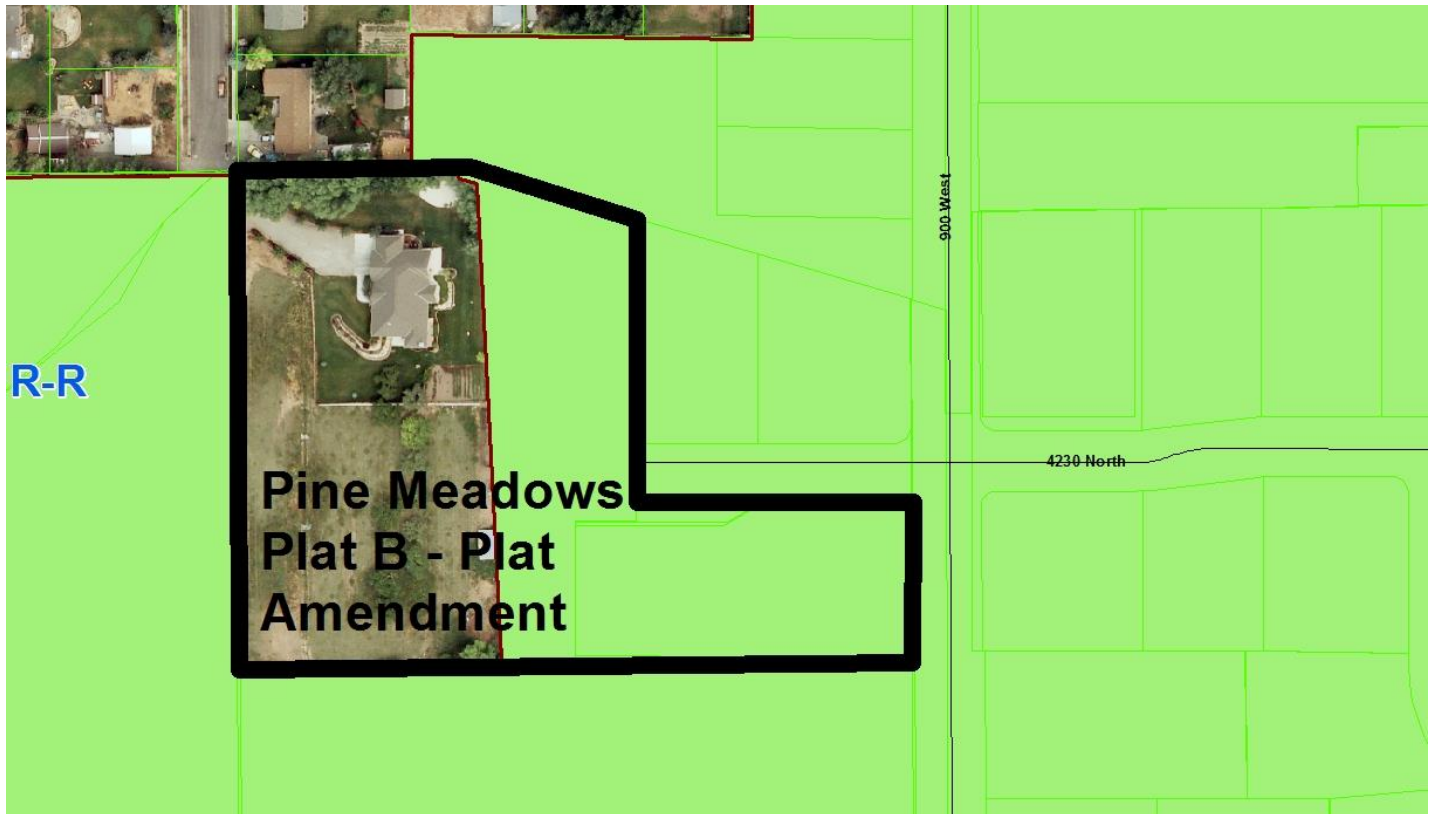 900 West
R-R
4230 North
Pine Meadows
Plat B - Plat
Amendment